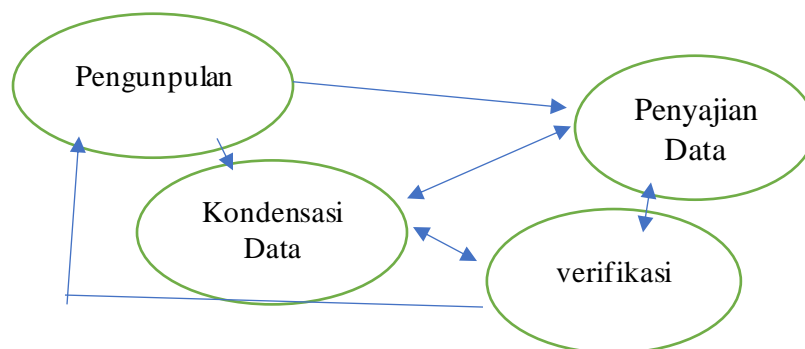 Pengunpulan
Penyajian
Data
Kondensasi
Data
verifikasi